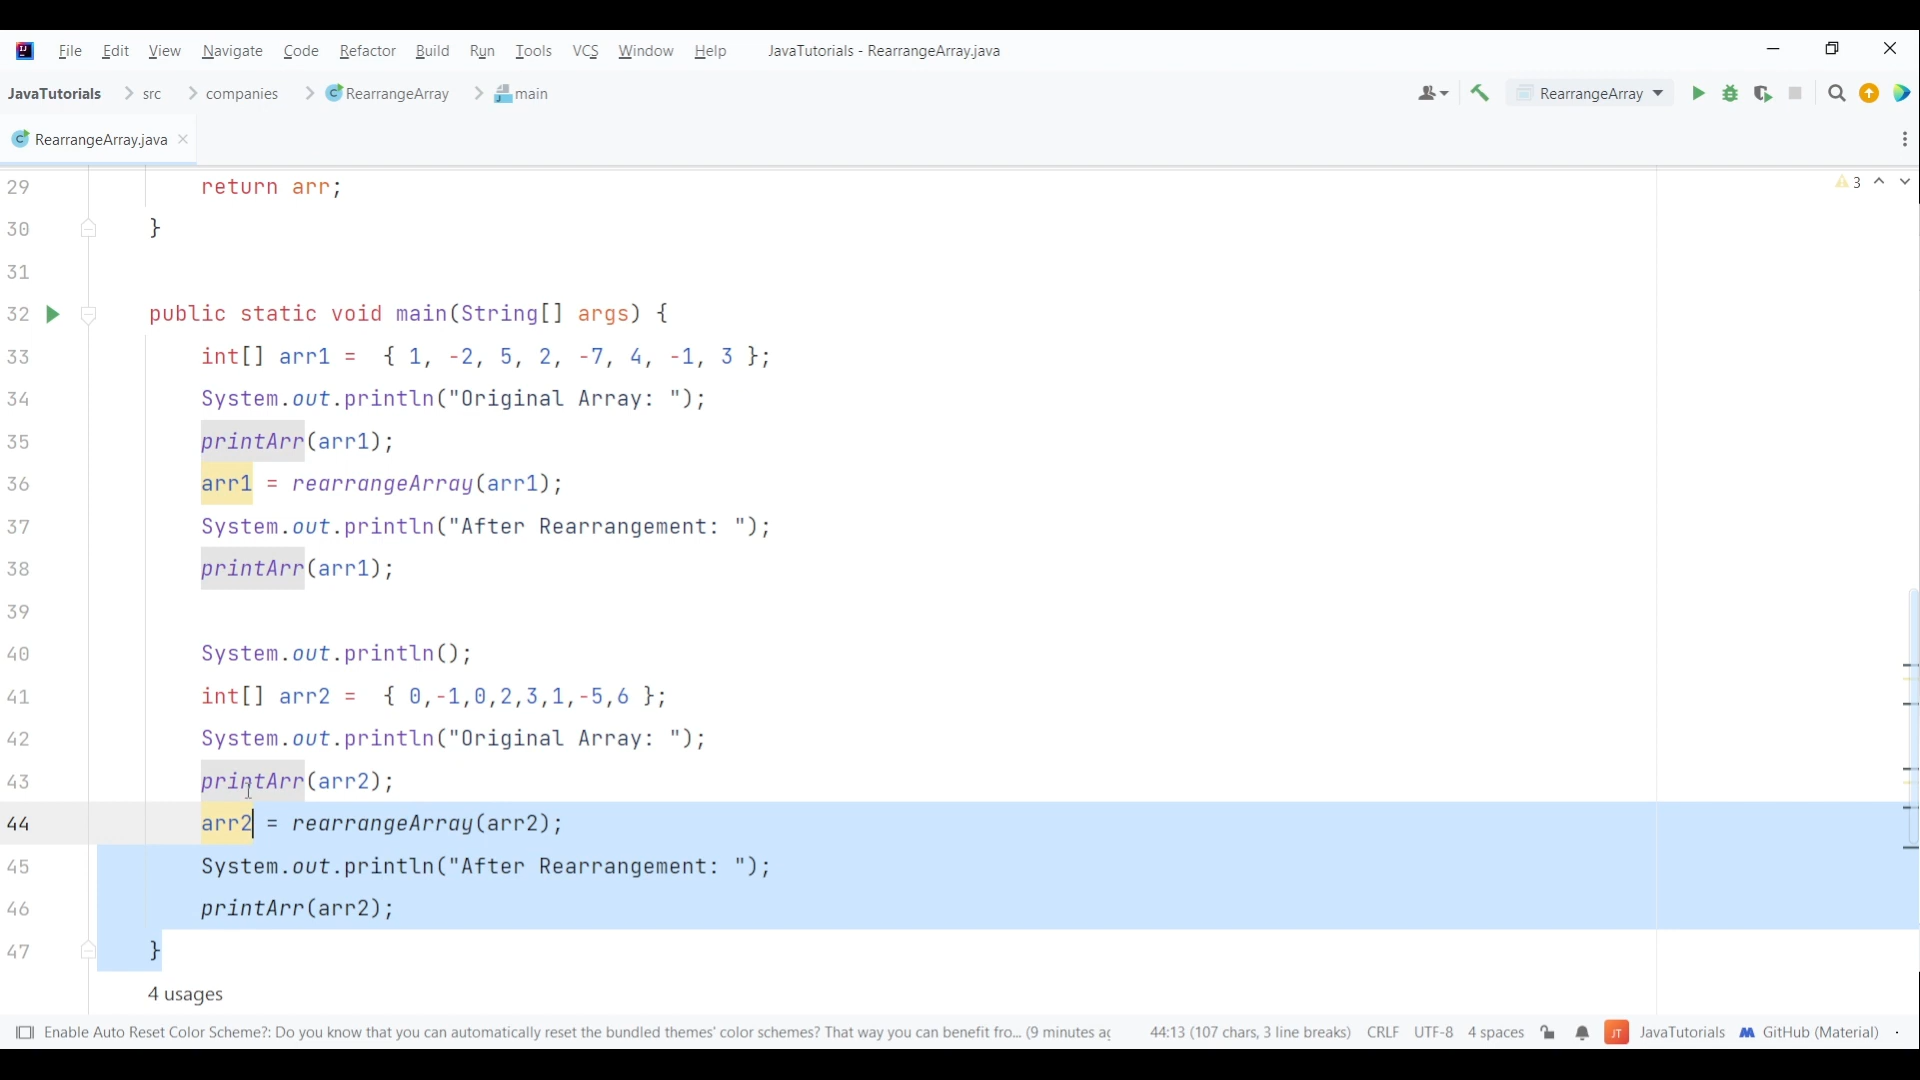 File Edit View Navigate Code Refactor Build Run Tools VCS Window Help JavaTutorials - RearrangeArray.java
JavaTutorials src companies RearrangeArray main RearrangeArray
RearrangeArray.java
29 return arr; 3
30 }
31
32 public static void main(String[] args) {
33 int[] arr1 = { 1, -2, 5, 2, -7, 4, -1, 3 };
34 System.out.println("Original Array: ");
35 printArr(arr1);
36 arr1 = rearrangeArray(arr1);
37 System.out.println("After Rearrangement: ");
38 printArr(arr1);
39
40 System.out.println();
41 int[] arr2 = { 0,-1,0,2,3,1,-5,6 };
42 System.out.println("Original Array: ");
43 printArr(arr2);
44 arr2 = rearrangeArray(arr2);
45 System.out.println("After Rearrangement: ");
46 printArr(arr2);
47 }
4 usages
Enable Auto Reset Color Scheme?: Do you know that you can automatically reset the bundled themes' color schemes? That way you can benefit fro... (9 minutes ag 44:13 (107 chars, 3 line breaks) CRLF UTF-8 4 spaces JT JavaTutorials GitHub (Material)